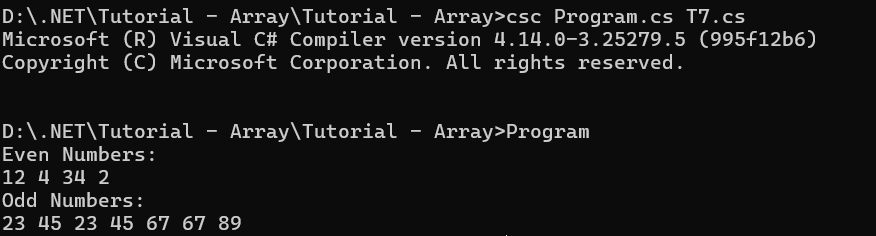 D:\.NET\Tutorial - Array\Tutorial - Array>csc Program.cs T7.cs
Microsoft (R) Visual C# Compiler version 4.14.0-3.25279.5 (995f12b6)
Copyright (C) Microsoft Corporation. All rights reserved.
D:\.NET\Tutorial - Array\Tutorial - Array>Program
Even Numbers:
12 4 34 2
Odd Numbers:
23 45 23 45 67 67 89